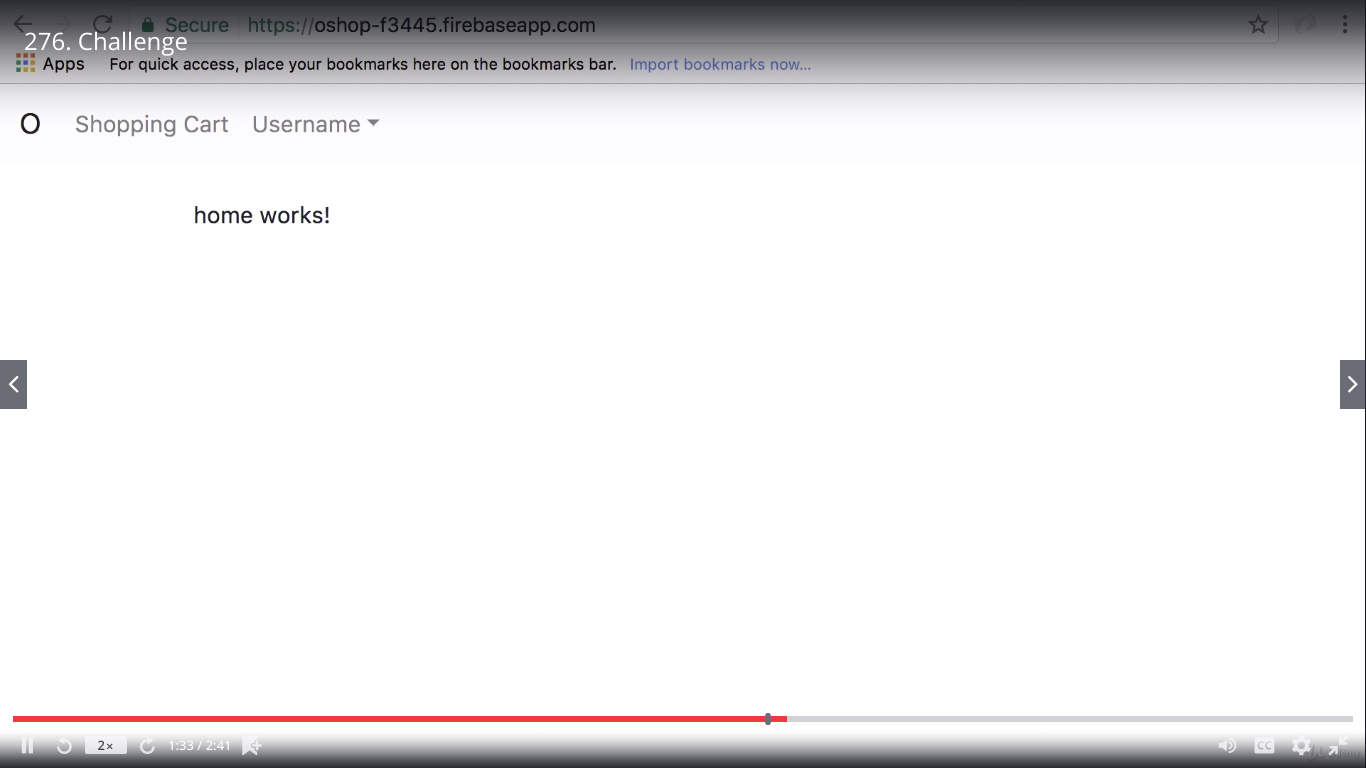 Secure https://oshop-f3445.firebaseapp.com
276. Challenge
Apps For quick access, place your bookmarks here on the bookmarks bar. Import bookmarks now...
O Shopping Cart Username
home works!
2x 1:33 / 2:41 CC